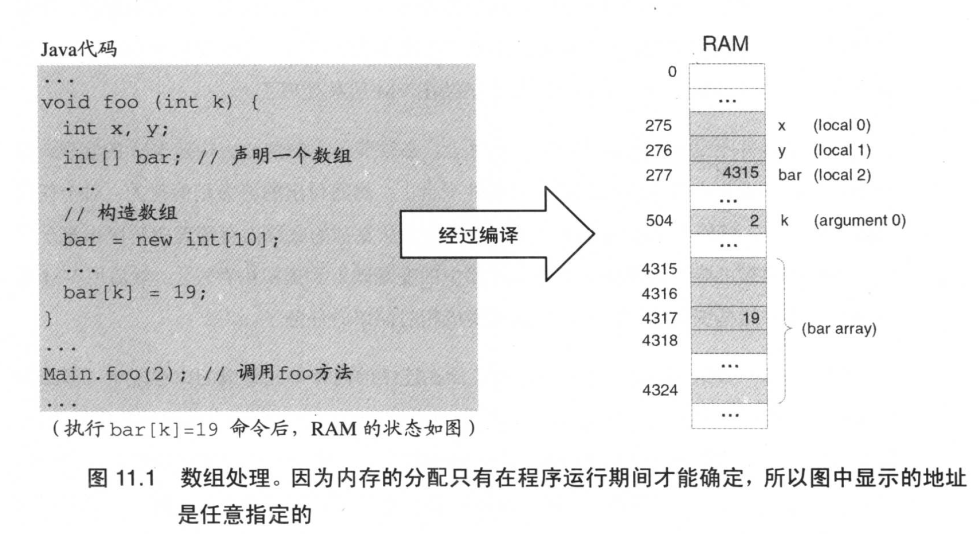 Java代码
...
void foo (int k) {
int x, y;
int[] bar; // 声明一个数组
...
// 构造数组
bar = new int[10];
...
bar[k] = 19;
}
...
Main.foo(2); // 调用foo方法
...
(执行bar[k]=19 命令后，RAM 的状态如图)
经过编译
RAM
0
...
275 x (local 0)
276 y (local 1)
277 4315 bar (local 2)
...
504 2 k (argument 0)
...
4315
4316
4317 19
4318
(bar array)
...
4324
...
图 11.1 数组处理。因为内存的分配只有在程序运行期间才能确定，所以图中显示的地址
是任意指定的